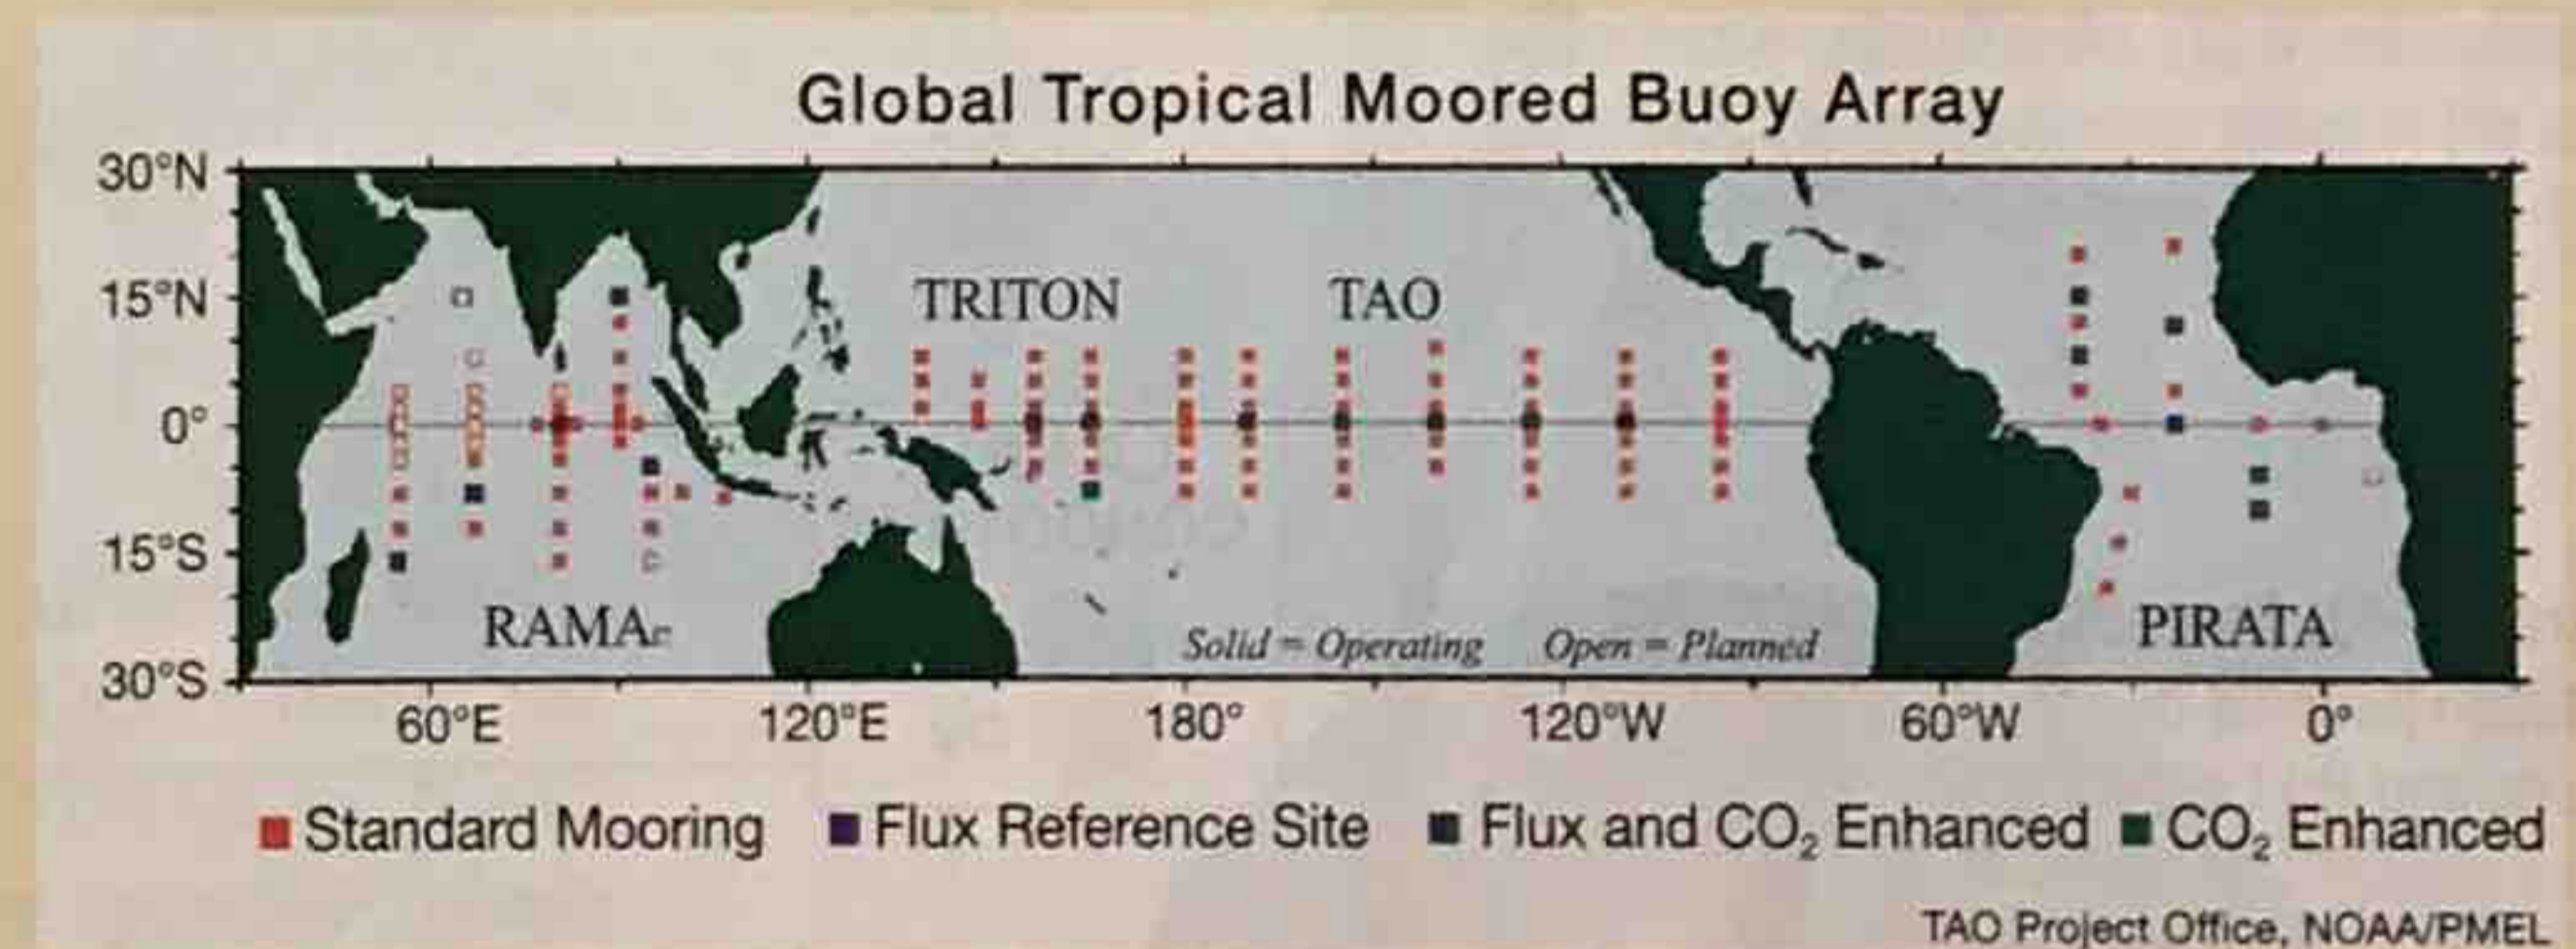 Global Tropical Moored Buoy Array
30°N
15°N
0°
15°S
30°S
TRITON
TAO
RAMA
PIRATA
Solid = Operating Open = Planned
60°E 120°E 180° 120°W 60°W 0°
Standard Mooring Flux Reference Site Flux and CO₂ Enhanced CO₂ Enhanced
TAO Project Office, NOAA/PMEL